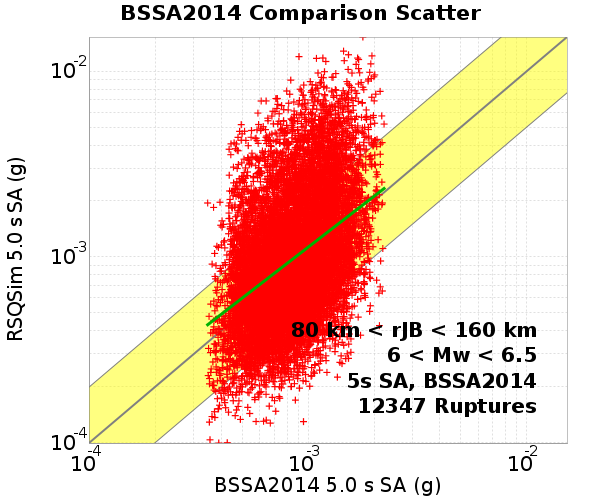 BSSA2014 Comparison Scatter
RSQSim 5.0 s SA (g)
10-2
10-3
10-4
80 km < rJB < 160 km
6 < Mw < 6.5
5s SA, BSSA2014
12347 Ruptures
10-4
10-3
10-2
BSSA2014 5.0 s SA (g)